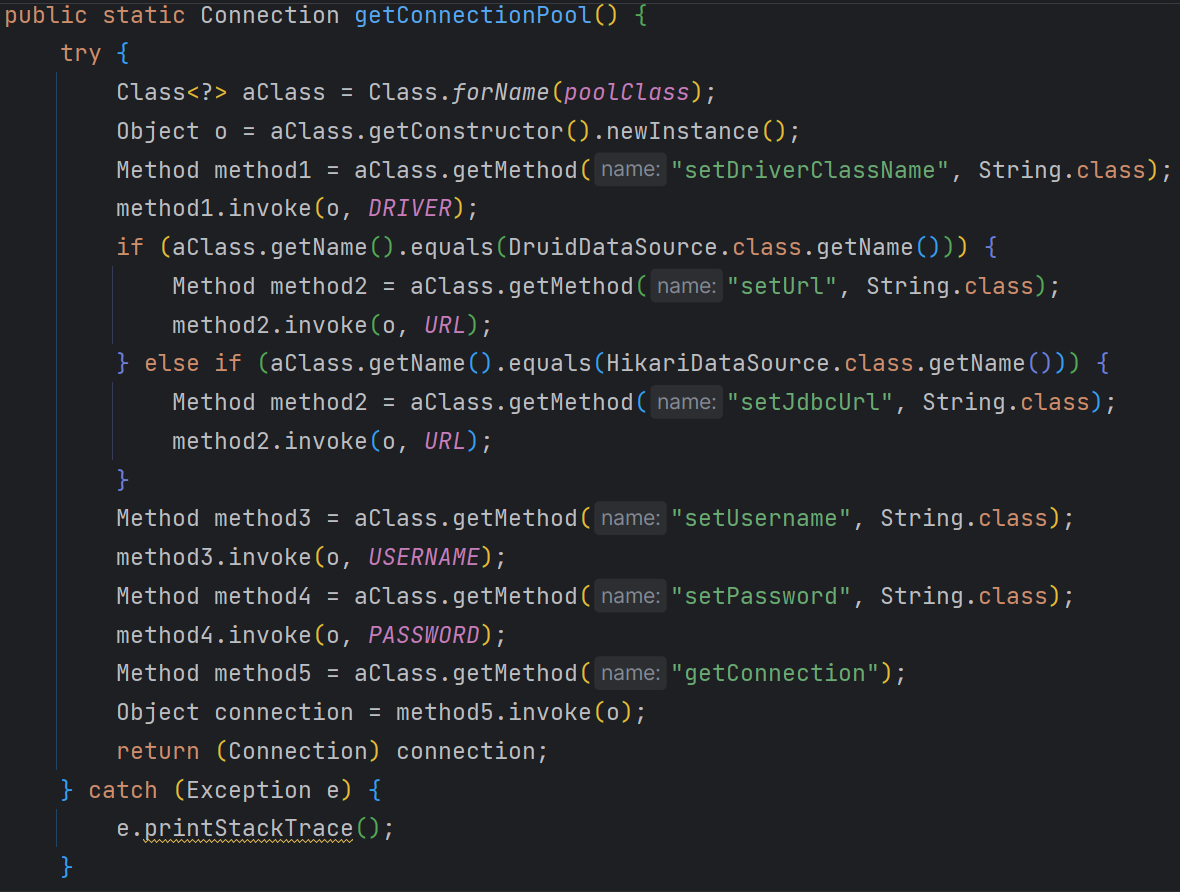 public static Connection getConnectionPool() {
    try {
        Class<?> aClass = Class.forName(poolClass);
        Object o = aClass.getConstructor().newInstance();
        Method method1 = aClass.getMethod( name: "setDriverClassName", String.class);
        method1.invoke(o, DRIVER);
        if (aClass.getName().equals(DruidDataSource.class.getName())) {
            Method method2 = aClass.getMethod( name: "setUrl", String.class);
            method2.invoke(o, URL);
        } else if (aClass.getName().equals(HikariDataSource.class.getName())) {
            Method method2 = aClass.getMethod( name: "setJdbcUrl", String.class);
            method2.invoke(o, URL);
        }
        Method method3 = aClass.getMethod( name: "setUsername", String.class);
        method3.invoke(o, USERNAME);
        Method method4 = aClass.getMethod( name: "setPassword", String.class);
        method4.invoke(o, PASSWORD);
        Method method5 = aClass.getMethod( name: "getConnection");
        Object connection = method5.invoke(o);
        return (Connection) connection;
    } catch (Exception e) {
        e.printStackTrace();
    }